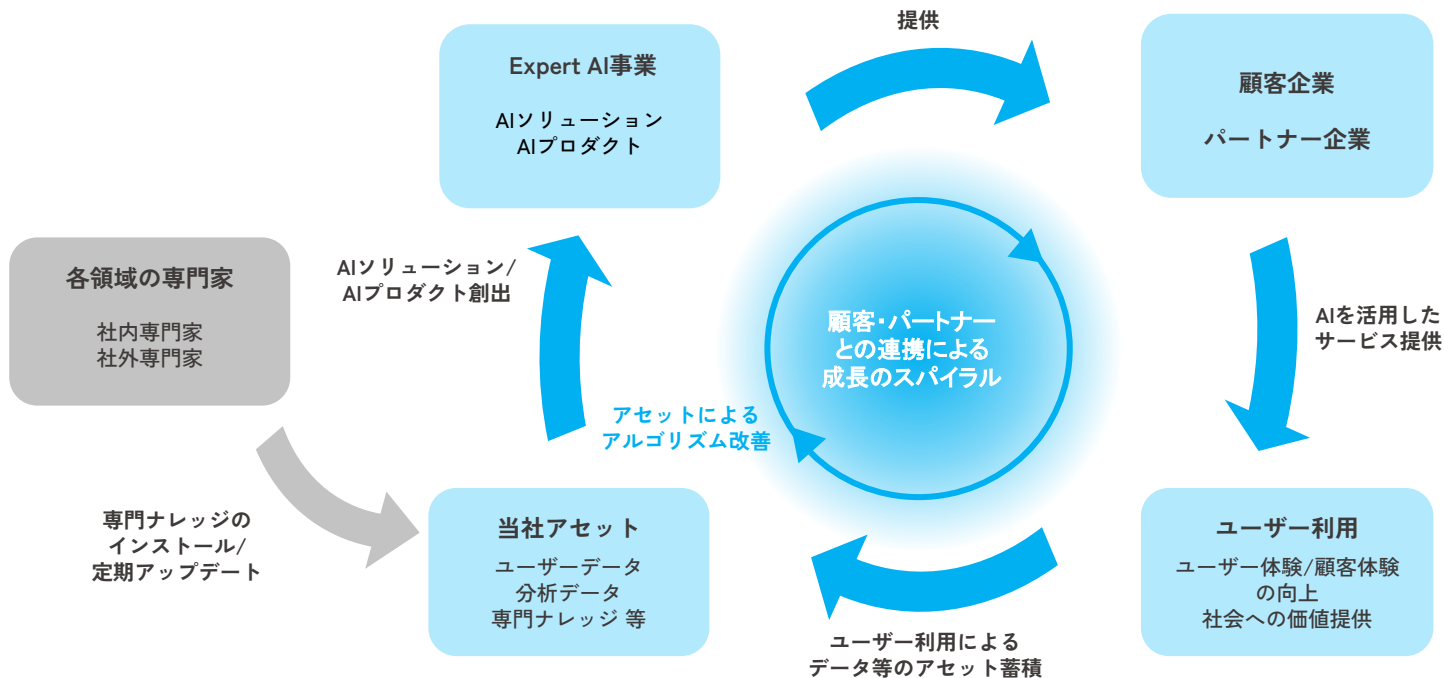 提供
Expert AI事業
AIソリューション
AIプロダクト
顧客企業
パートナー企業
各領域の専門家
社内専門家
社外専門家
AIソリューション/
AIプロダクト創出
顧客・パートナー
との連携による
成長のスパイラル
AIを活用した
サービス提供
アセットによる
アルゴリズム改善
専門ナレッジの
インストール/
定期アップデート
当社アセット
ユーザーデータ
分析データ
専門ナレッジ 等
ユーザー利用
ユーザー体験/顧客体験
の向上
社会への価値提供
ユーザー利用による
データ等のアセット蓄積